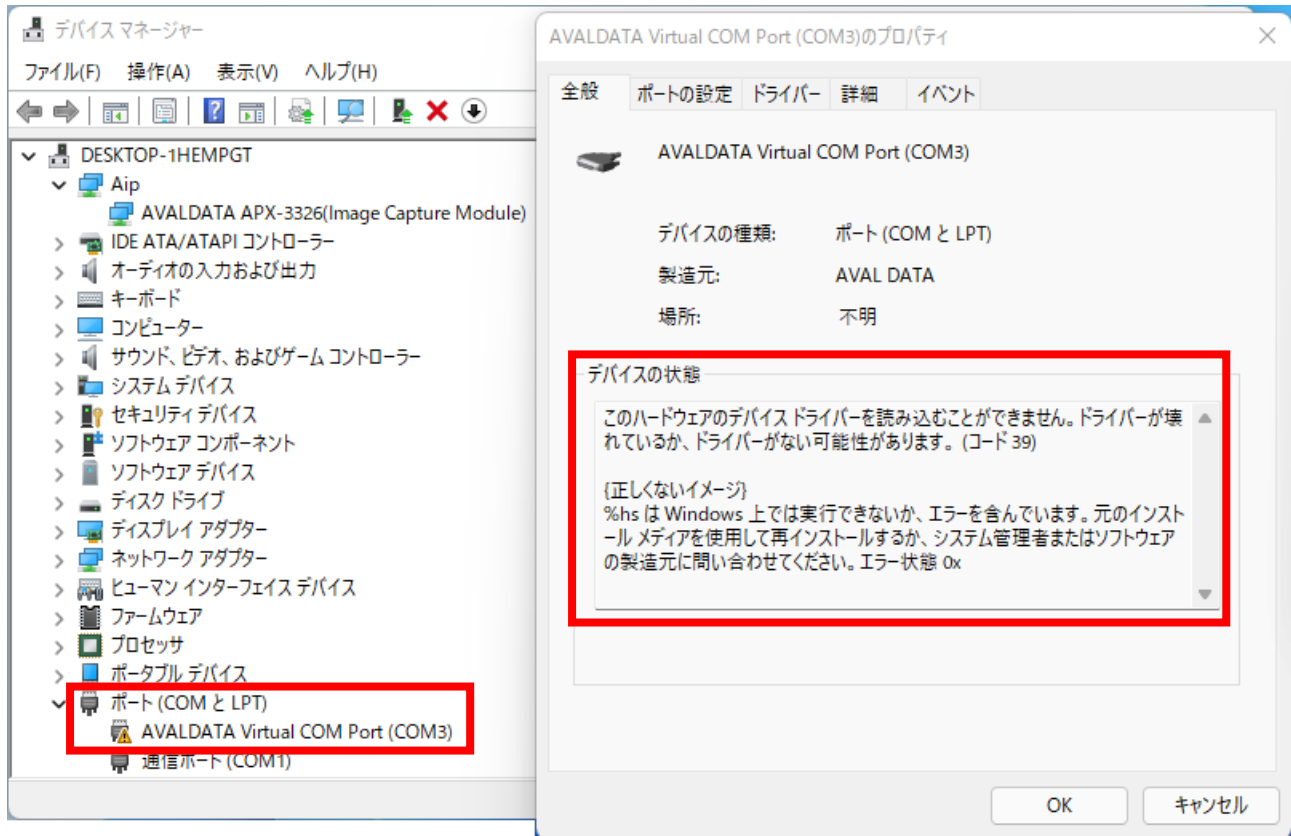 デバイス マネージャー
ファイル(F) 操作(A) 表示(V) ヘルプ(H)
DESKTOP-1HEMPGT
Aip
AVALDATA APX-3326(Image Capture Module)
IDE ATA/ATAPI コントローラー
オーディオの入力および出力
キーボード
コンピューター
サウンド、ビデオ、およびゲーム コントローラー
システム デバイス
セキュリティ デバイス
ソフトウェア コンポーネント
ソフトウェア デバイス
ディスク ドライブ
ディスプレイ アダプター
ネットワーク アダプター
ヒューマン インターフェイス デバイス
ファームウェア
プロセッサ
ポータブル デバイス
ポート (COM と LPT)
AVALDATA Virtual COM Port (COM3)
通信ポート (COM1)
AVALDATA Virtual COM Port (COM3)のプロパティ
全般 ポートの設定 ドライバー 詳細 イベント
AVALDATA Virtual COM Port (COM3)
デバイスの種類: ポート (COM と LPT)
製造元: AVAL DATA
場所: 不明
デバイスの状態
このハードウェアのデバイス ドライバーを読み込むことができません。ドライバーが壊
れているか、ドライバーがない可能性があります。 (コード 39)
{正しくないイメージ}
%hs は Windows 上では実行できないか、エラーを含んでいます。元のインスト
ール メディアを使用して再インストールするか、システム管理者またはソフトウェア
の製造元に問い合わせてください。エラー状態 0x
OK キャンセル